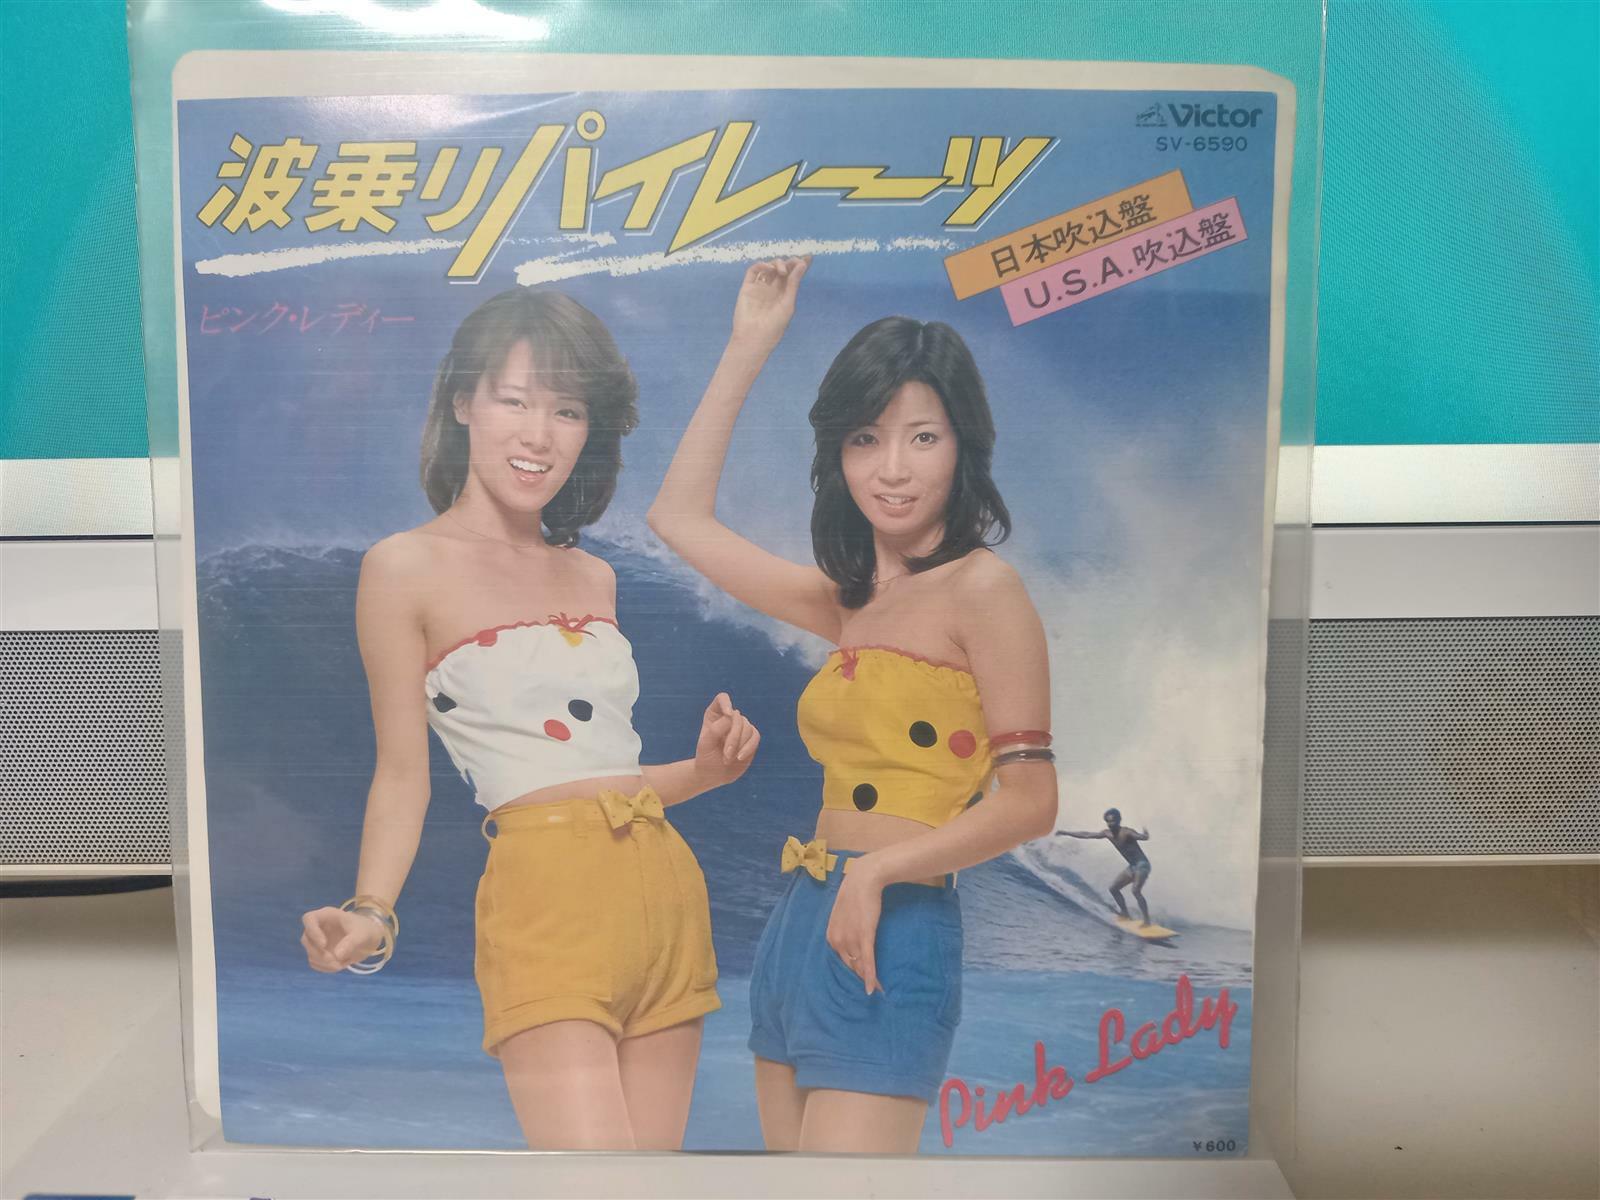 波乗りパイレーツ
Victor
SV-6590
日本吹込盤
U.S.A.吹込盤
ピンク・レディー
Pink Lady
¥600